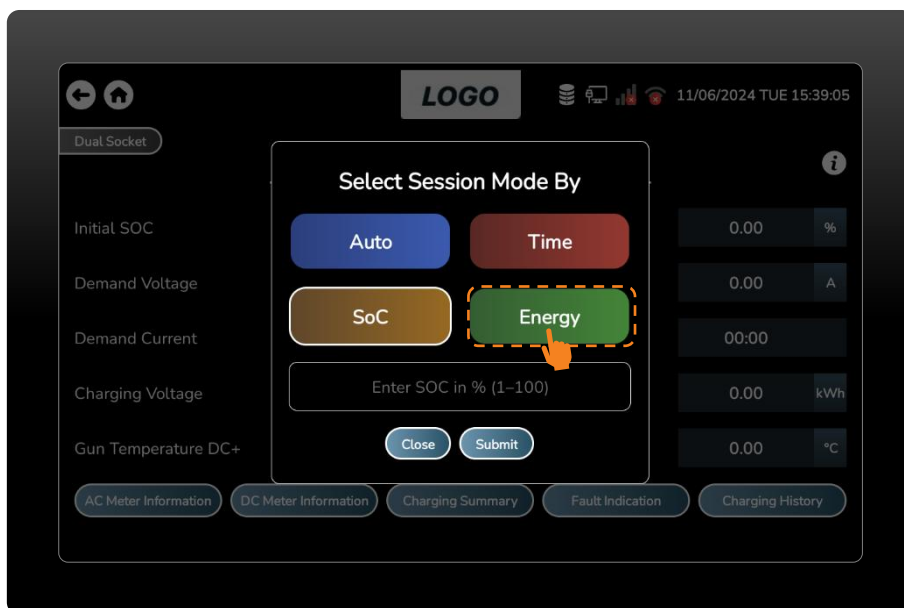 LOGO
11/06/2024 TUE 15:39:05
Dual Socket
i
Select Session Mode By
Auto
Time
SoC
Energy
Enter SOC in % (1–100)
Close
Submit
Initial SOC
0.00 %
Demand Voltage
0.00 A
Demand Current
00:00
Charging Voltage
0.00 kWh
Gun Temperature DC+
0.00 °C
AC Meter Information
DC Meter Information
Charging Summary
Fault Indication
Charging History